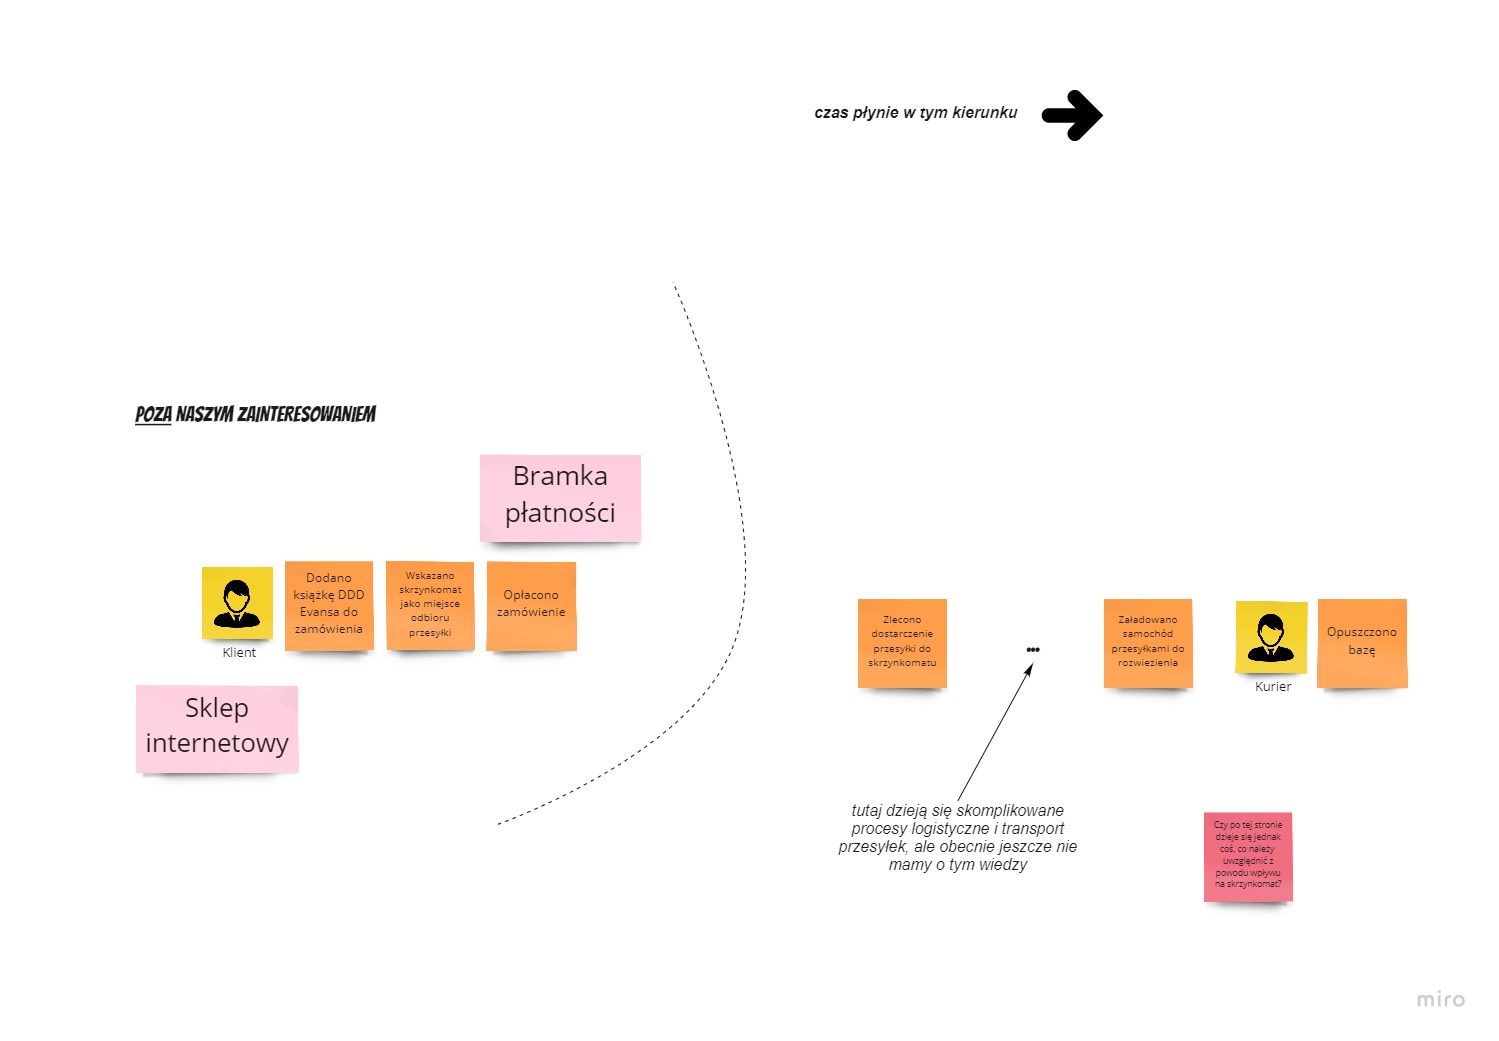 czas płynie w tym kierunku
POZA NASZYM ZAINTERESOWANIEM
Bramka
płatności
Klient
Dodano
książkę DDD
Evansa do
zamówienia
Wskazano
skrzynkomat
jako miejsce
odbioru
przesyłki
Opłacono
zamówienie
Sklep
internetowy
Zlecono
dostarczenie
przesyłki do
skrzynkomatu
...
Załadowano
samochód
przesyłkami do
rozwiezienia
Kurier
Opuszczono
bazę
tutaj dzieją się skomplikowane
procesy logistyczne i transport
przesyłek, ale obecnie jeszcze nie
mamy o tym wiedzy
Czy po tej stronie
dzieje się jednak
coś, co należy
uwzględnić z
powodu wpływu
na skrzynkomat?
miro